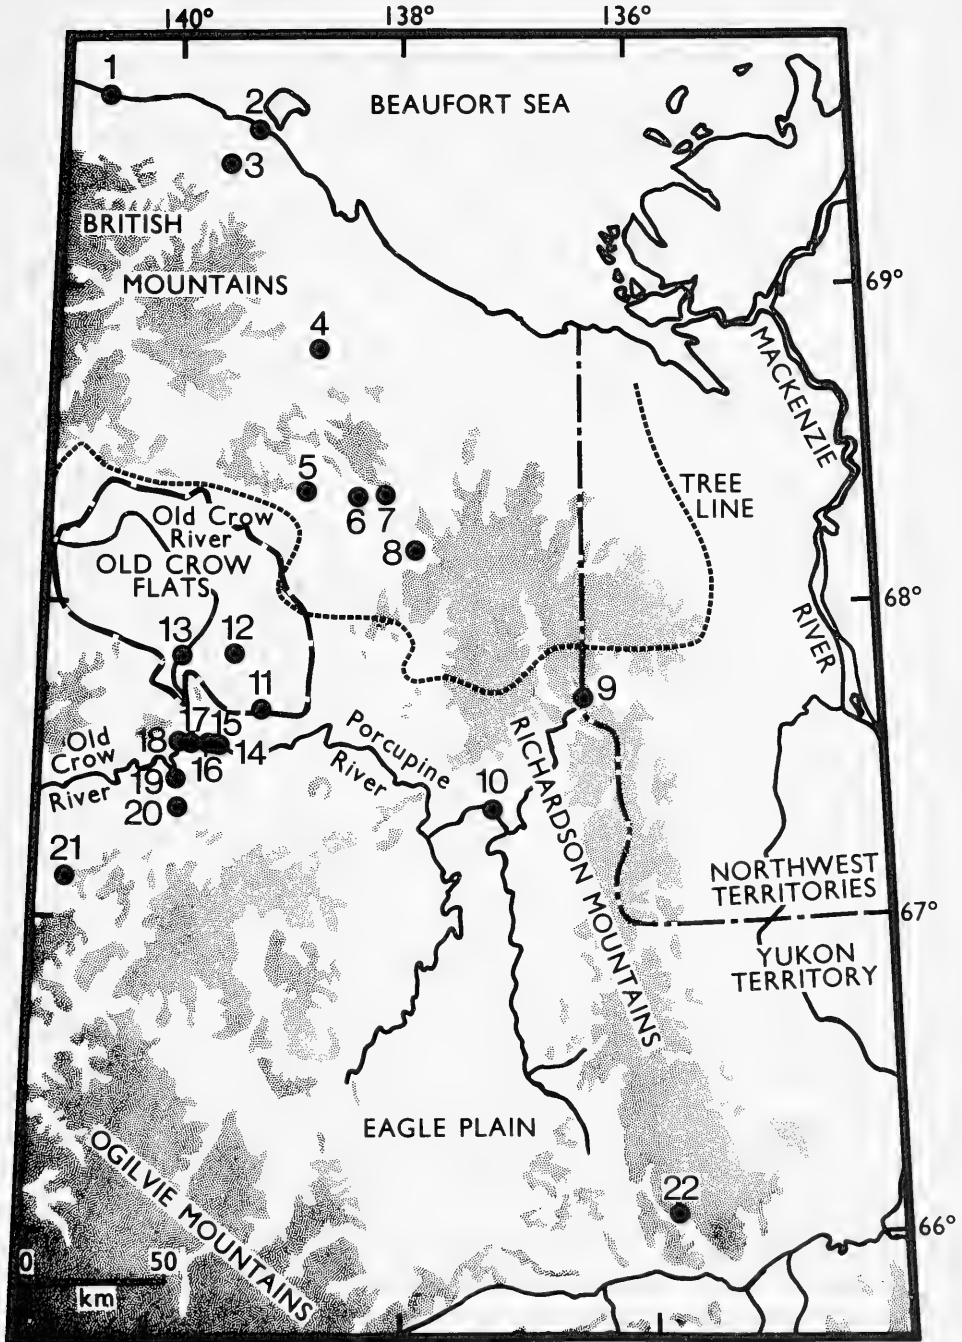 140°
138°
136°
1
2
BEAUFORT SEA
3
BRITISH
MOUNTAINS
69°
4
MACKENZIE
5
6
7
TREE
LINE
Old Crow
River
8
OLD CROW
FLATS
68°
13
12
RIVER
11
9
17
15
18
14
16
Old
Crow
River
Porcupine
River
RICHARDSON MOUNTAINS
19
10
20
21
NORTHWEST
TERRITORIES
67°
YUKON
TERRITORY
EAGLE PLAIN
OGILVIE MOUNTAINS
22
66°
0
50
km